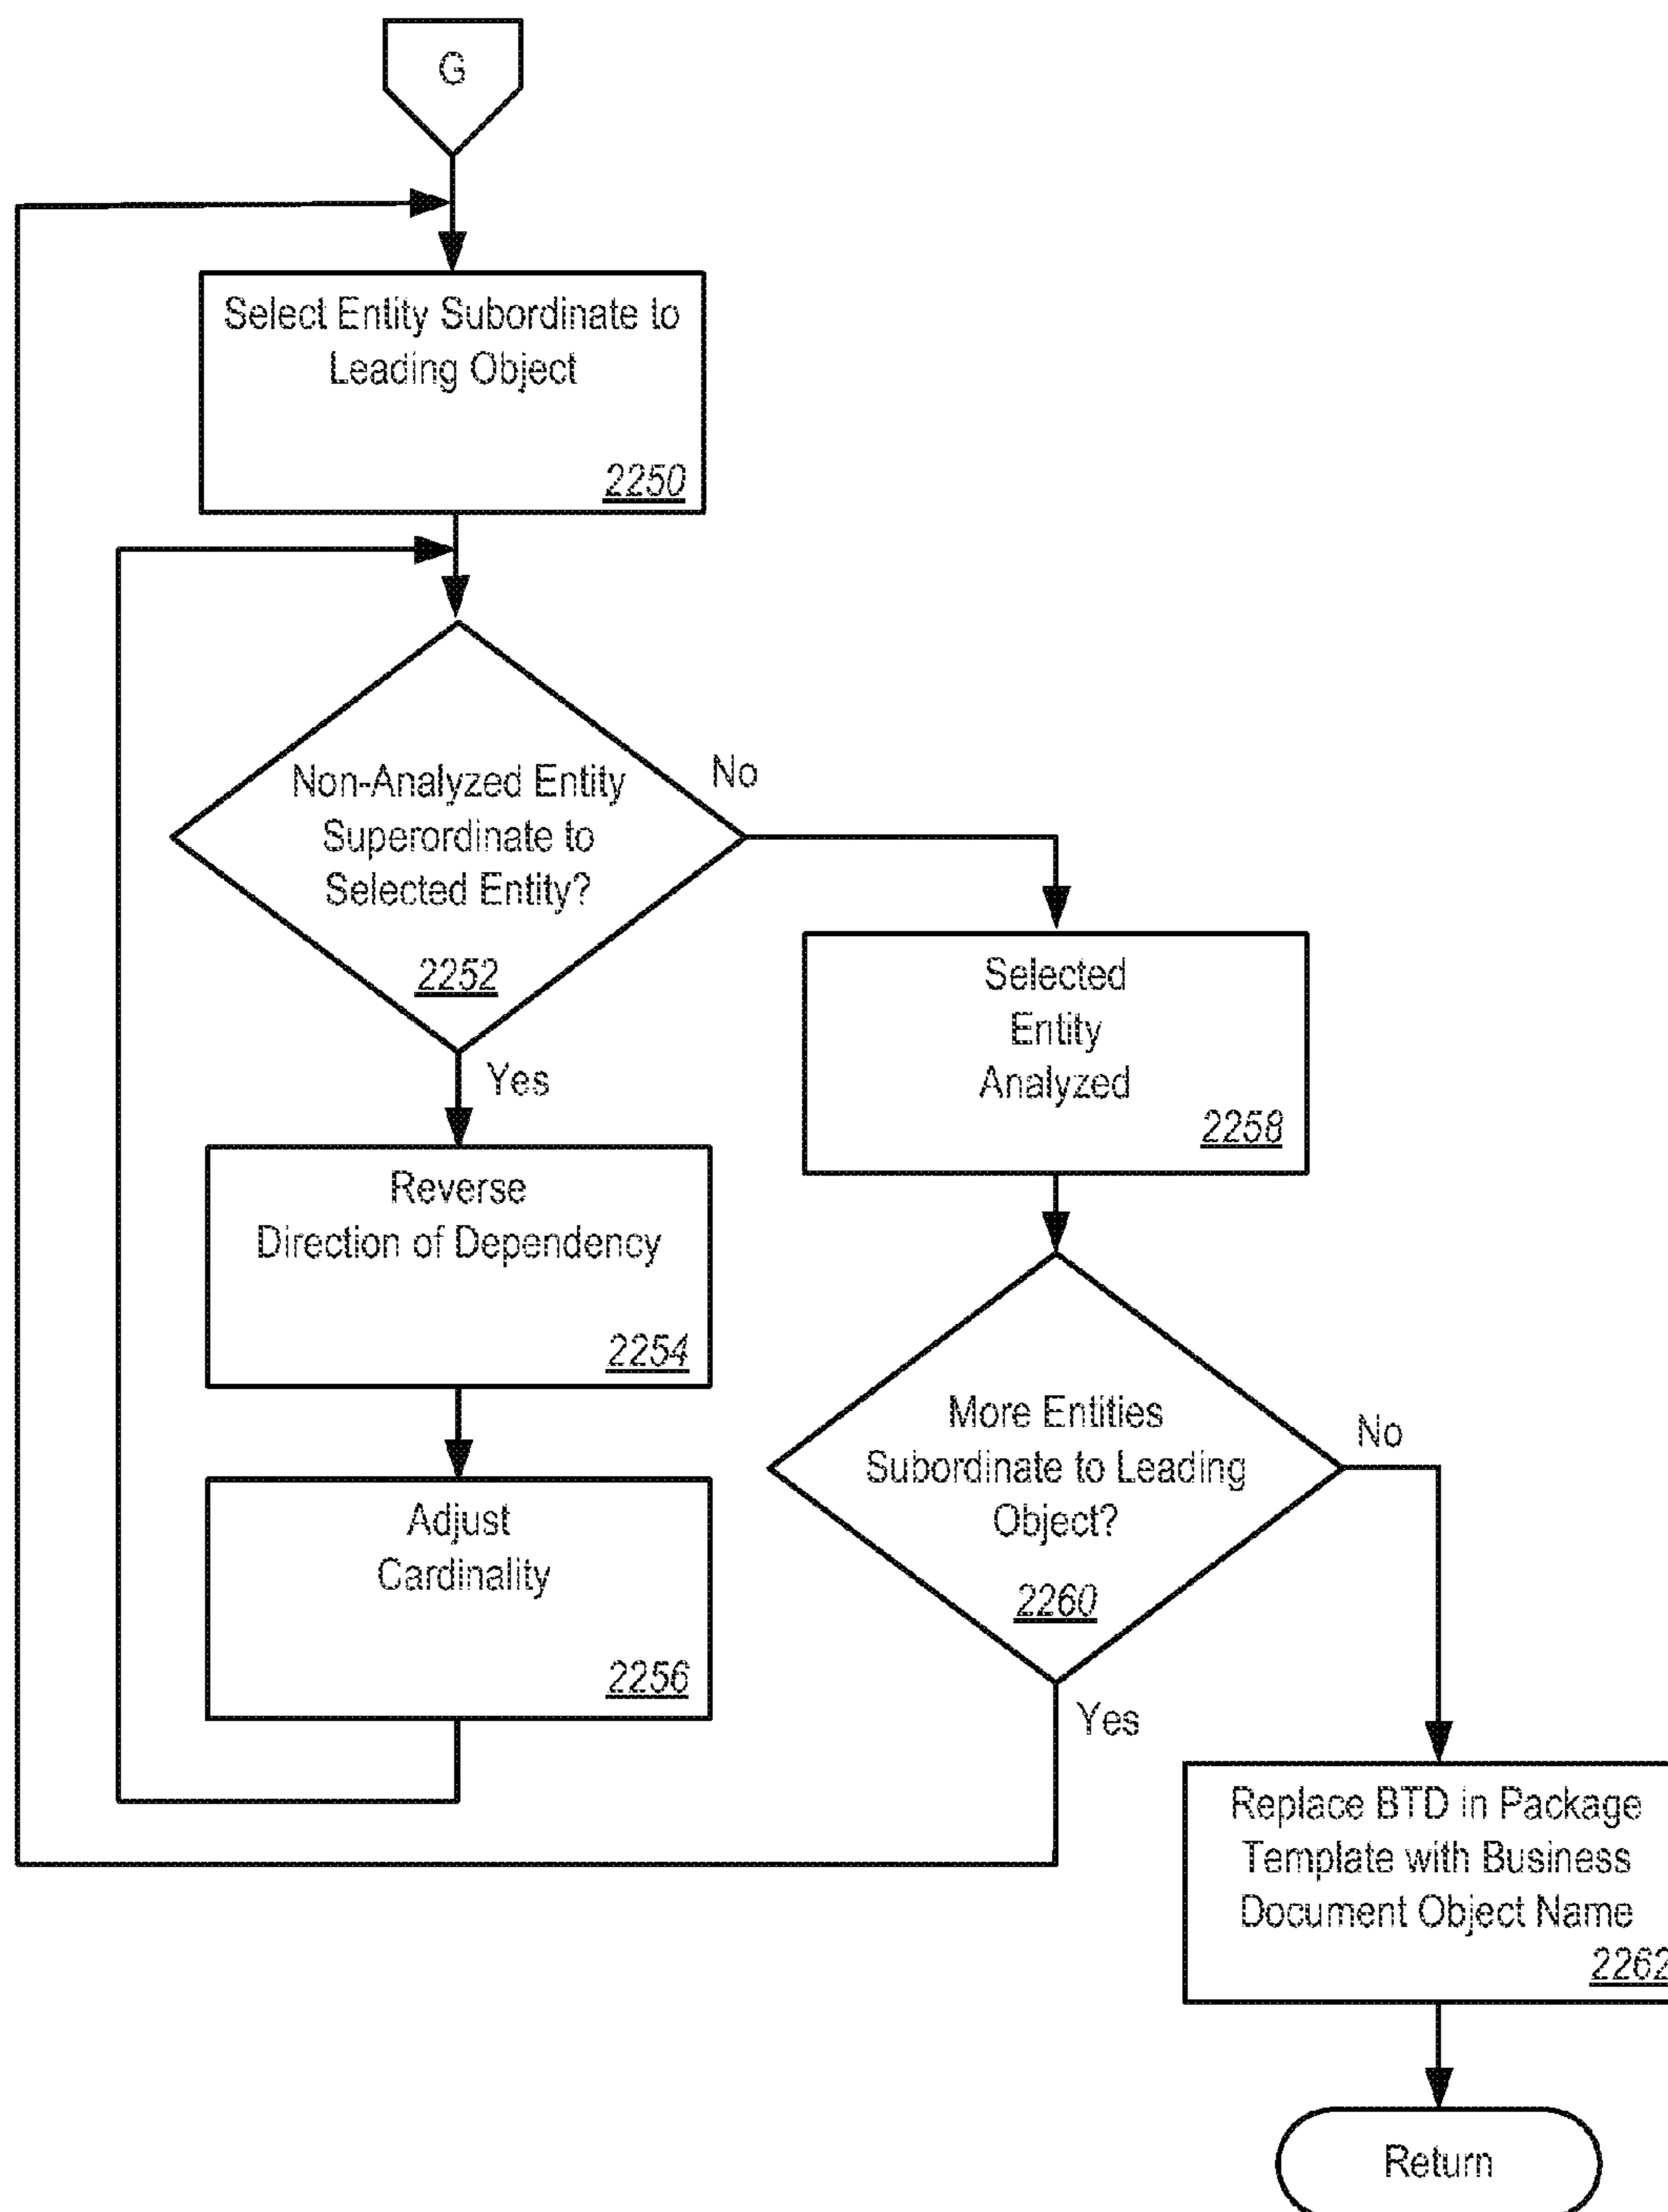 G
Select Entity Subordinate to
Leading Object
2250
Non-Analyzed Entity
Superordinate to
Selected Entity?
2252
No
Yes
Selected
Entity
Analyzed
2258
Reverse
Direction of Dependency
2254
More Entities
Subordinate to Leading
Object?
2260
No
Yes
Adjust
Cardinality
2256
Replace BTD in Package
Template with Business
Document Object Name
2262
Return